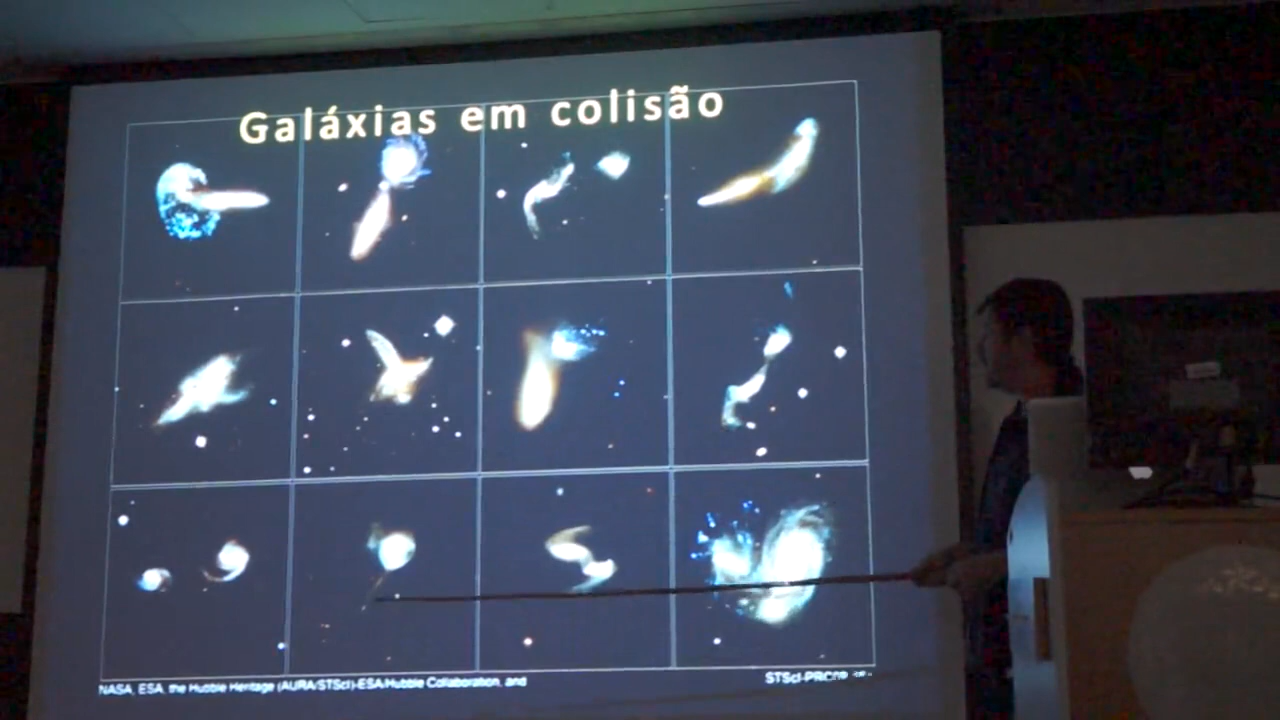 Galáxias em colisão
NASA, ESA, the Hubble Heritage (AURA/STScI)-ESA/Hubble Collaboration, and